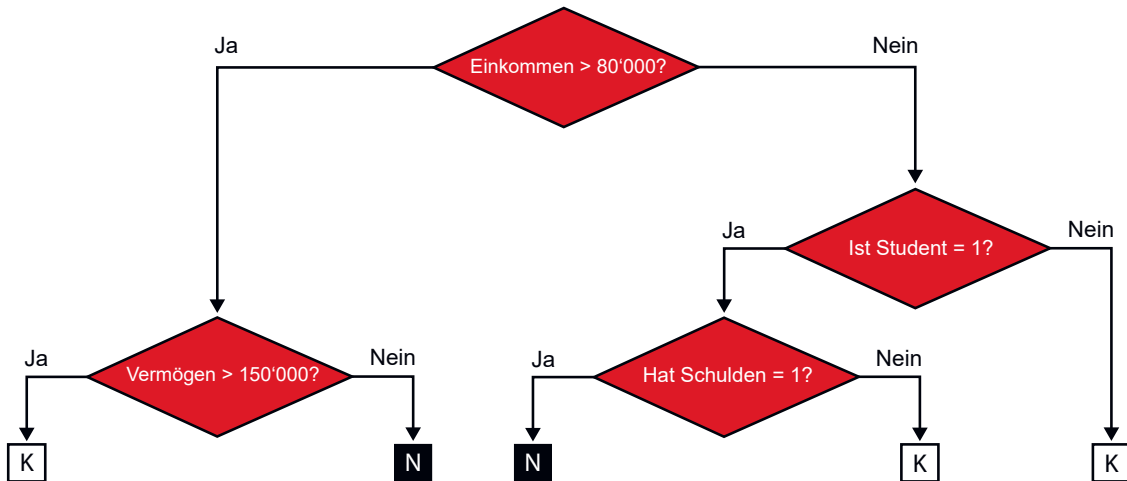 Ja
Nein
Einkommen > 80‘000?
Ja
Nein
Ist Student = 1?
Ja
Nein
Vermögen > 150‘000?
Ja
Nein
Hat Schulden = 1?
K
N
N
K
K